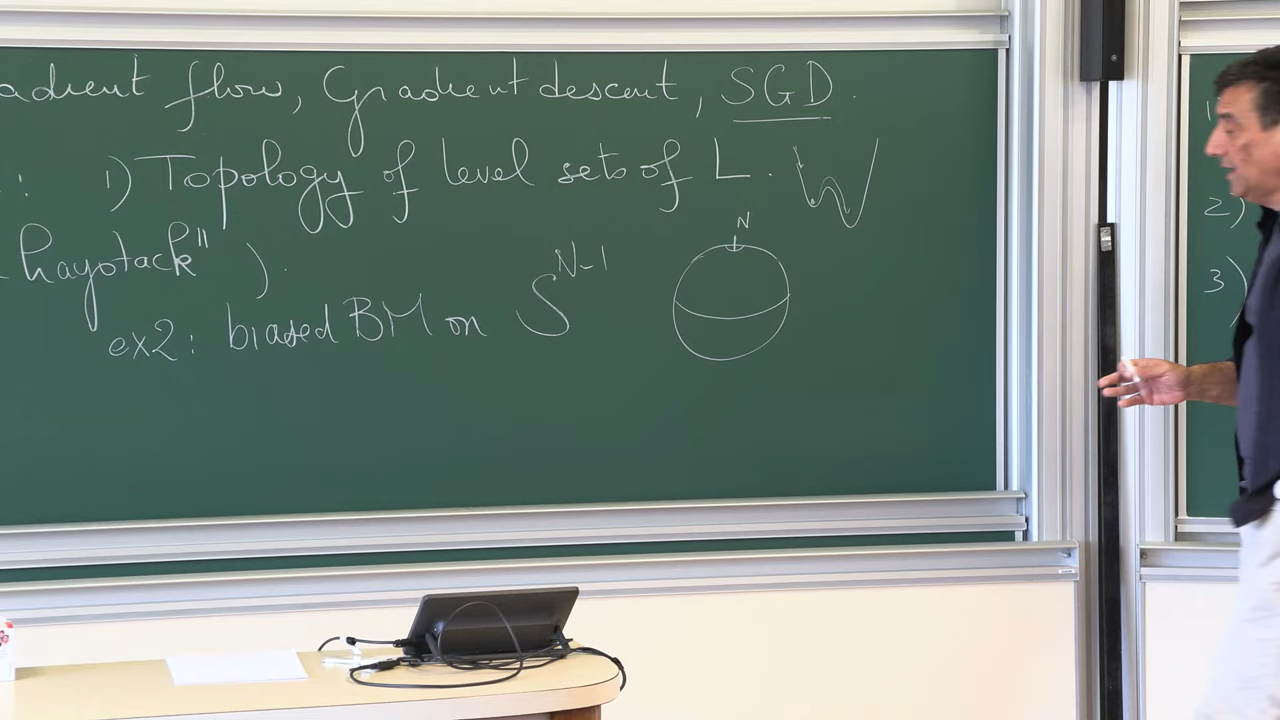 adient flow, Gradient descent, SGD.
: 1) Topology of level sets of L.
N
haystack" ).
ex2: biased BM on S^{N-1}
1
2)
3)